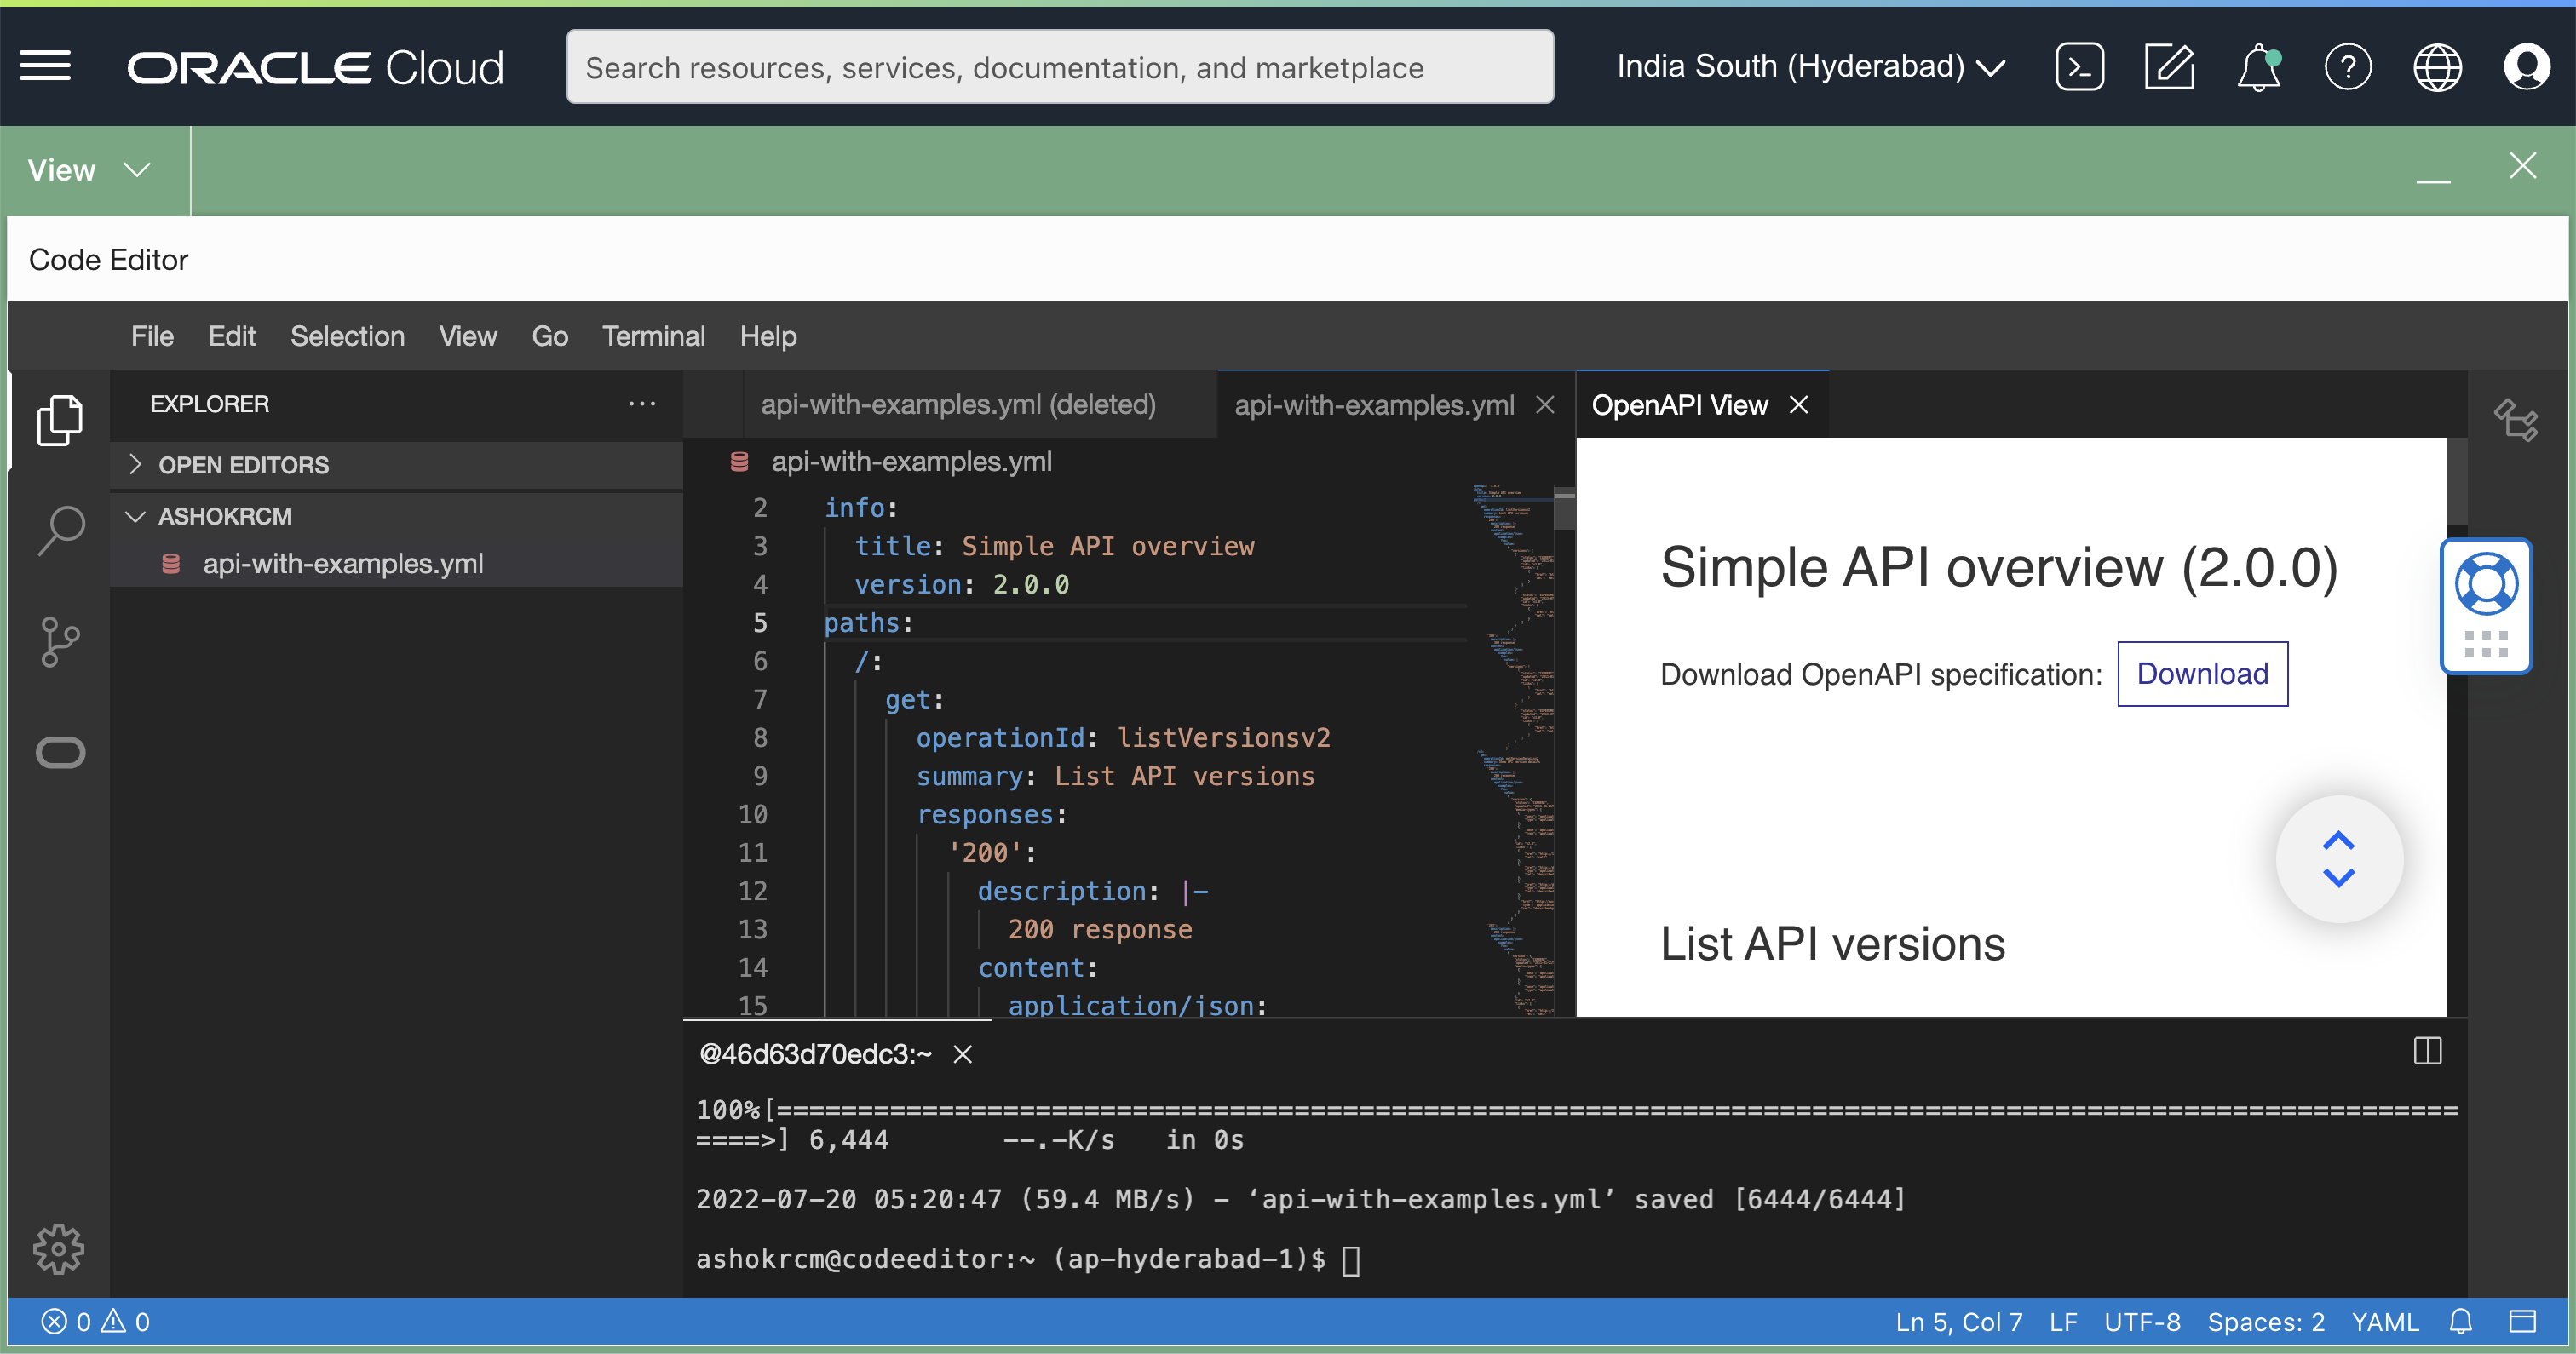 ORACLE Cloud
Search resources, services, documentation, and marketplace
India South (Hyderabad)
View
Code Editor
File Edit Selection View Go Terminal Help
EXPLORER
OPEN EDITORS
ASHOKRCM
api-with-examples.yml
api-with-examples.yml (deleted)
api-with-examples.yml
OpenAPI View
api-with-examples.yml
2 info:
3 title: Simple API overview
4 version: 2.0.0
5 paths:
6 /:
7 get:
8 operationId: listVersionsv2
9 summary: List API versions
10 responses:
11 '200':
12 description: |-
13 200 response
14 content:
15 application/json:
Simple API overview (2.0.0)
Download OpenAPI specification: Download
List API versions
@46d63d70edc3:~
100%[=========================================================================================================
====>] 6,444 --.-K/s in 0s
2022-07-20 05:20:47 (59.4 MB/s) - ‘api-with-examples.yml’ saved [6444/6444]
ashokrcm@codeeditor:~ (ap-hyderabad-1)$
0 0
Ln 5, Col 7 LF UTF-8 Spaces: 2 YAML